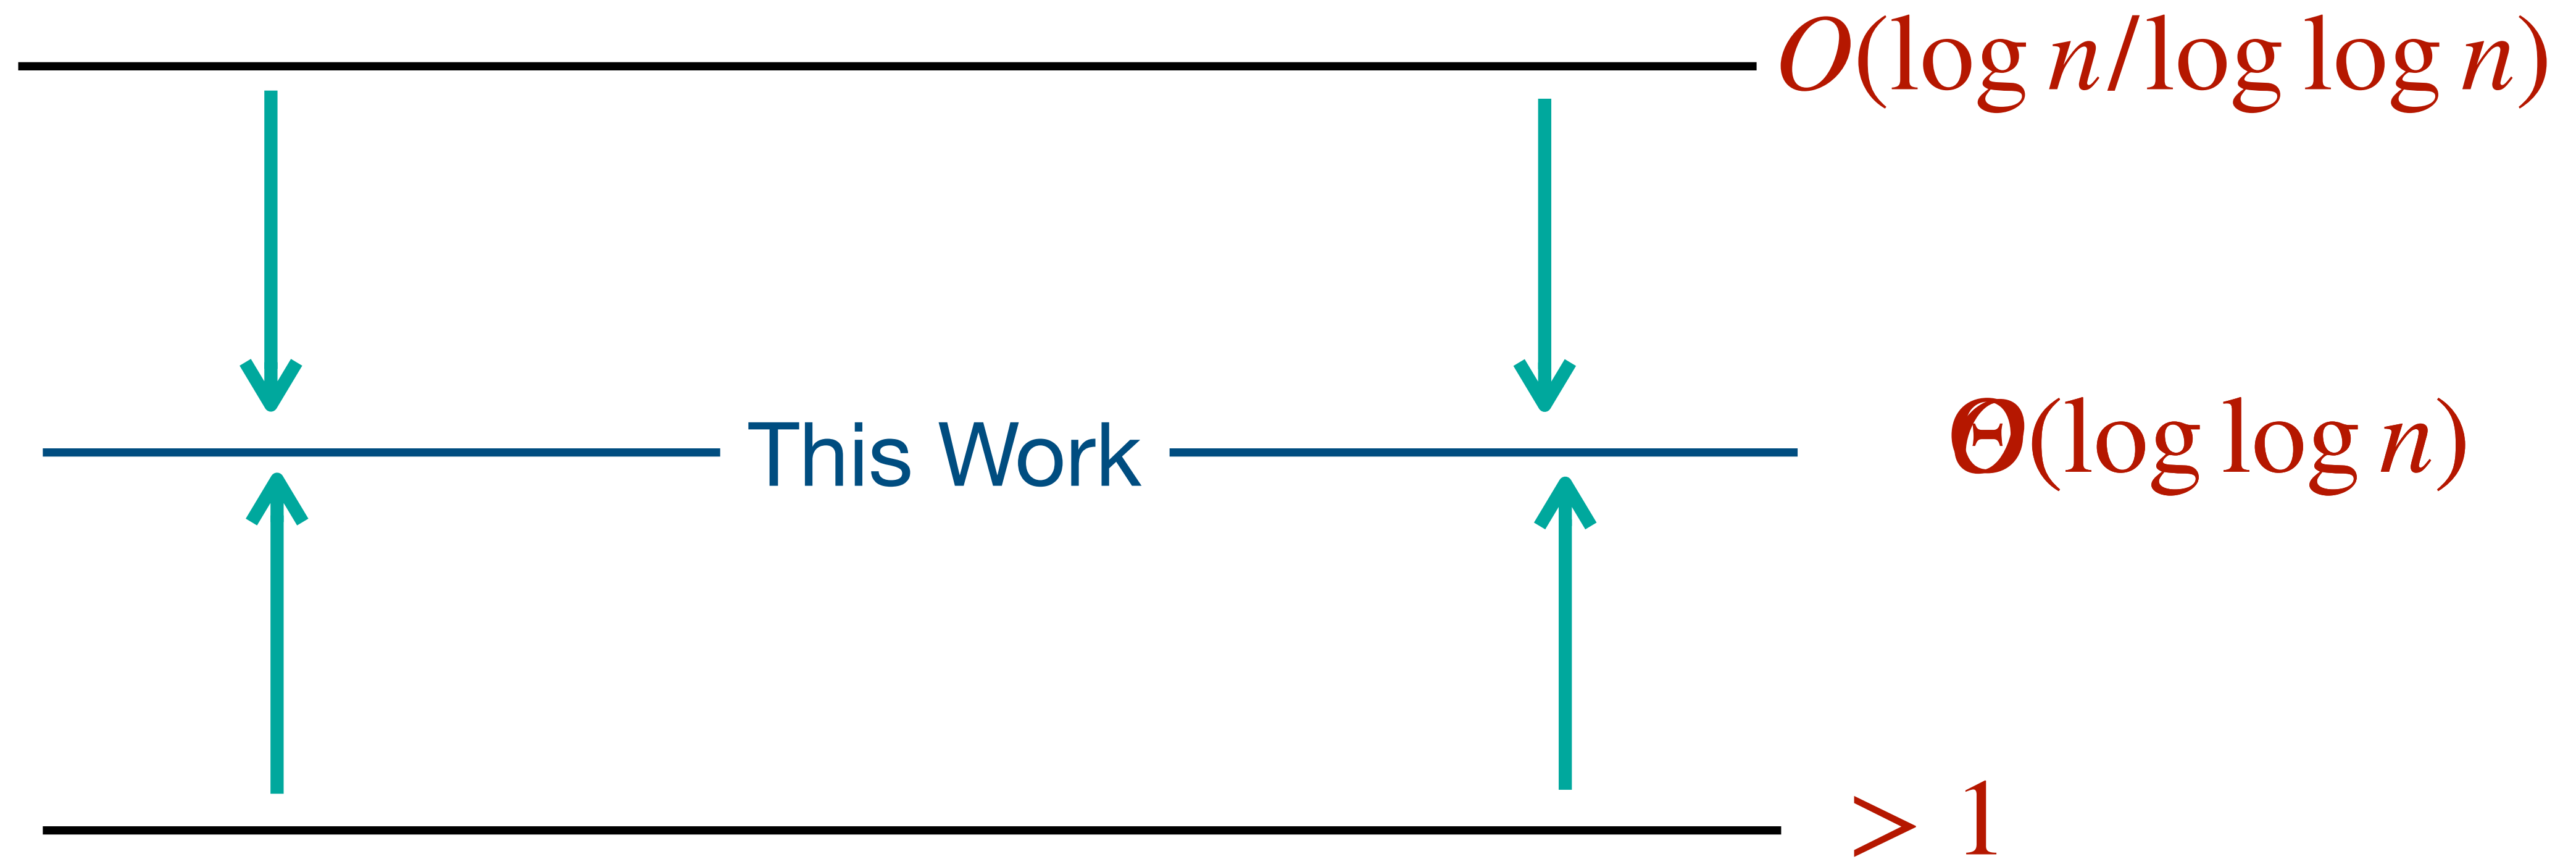 O(log n/log log n)
This Work Θ(log log n)
> 1